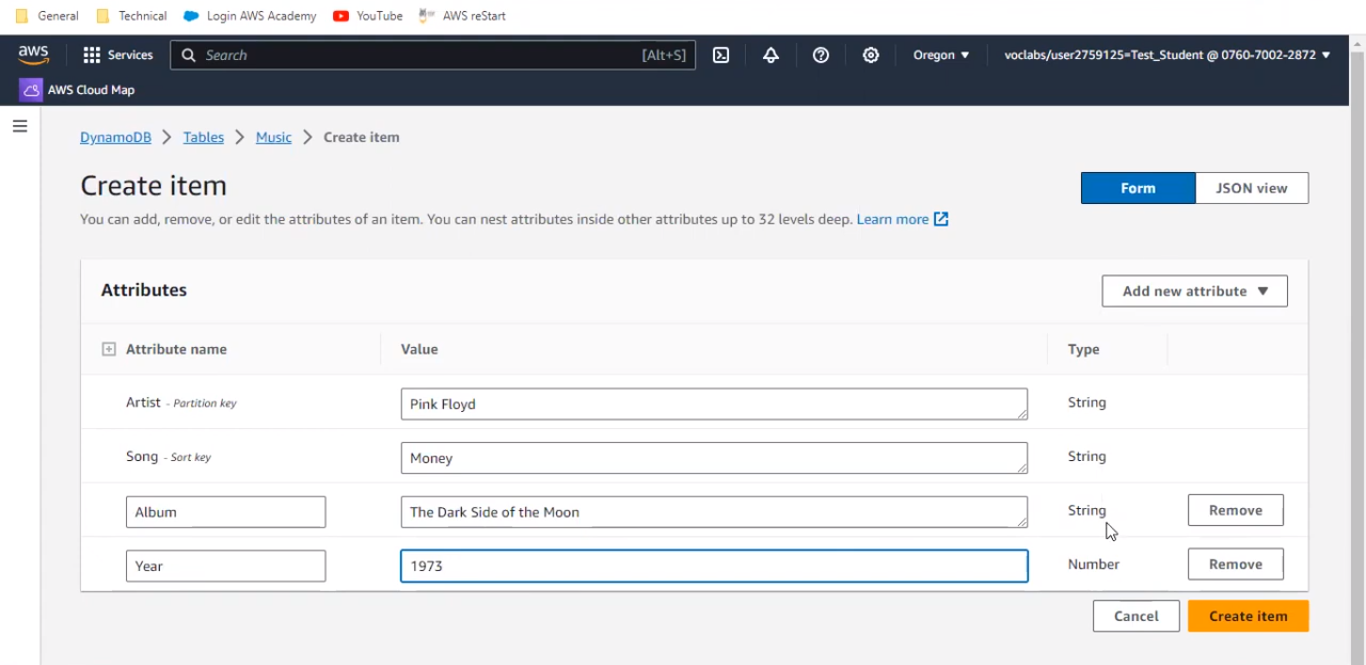 General Technical Login AWS Academy YouTube AWS reStart
aws Services Search [Alt+S] Oregon ▼ voclabs/user2759125=Test_Student @ 0760-7002-2872 ▼
AWS Cloud Map
DynamoDB > Tables > Music > Create item
Create item
Form JSON view
You can add, remove, or edit the attributes of an item. You can nest attributes inside other attributes up to 32 levels deep. Learn more
Attributes
Add new attribute ▼
Attribute name Value Type
Artist - Partition key Pink Floyd String
Song - Sort key Money String
Album The Dark Side of the Moon String Remove
Year 1973 Number Remove
Cancel Create item